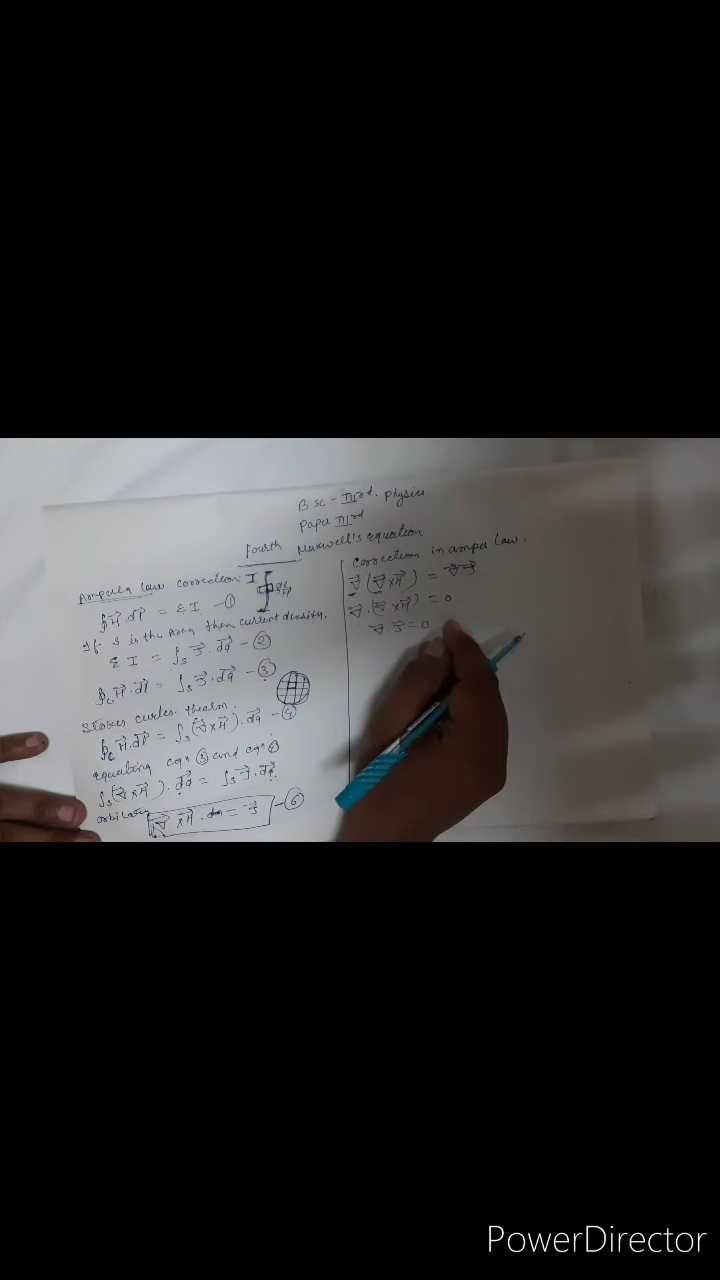 B.Sc - IIIrd. Physics
Paper IIIrd
Fourth Maxwell's equation
Ampere's law correction: I
∮H⃗.dl⃗ = ΣI - ①
If S is the Area then current density.
ΣI = ∫s J⃗.da⃗ - ②
∮c H⃗.dl⃗ = ∫s J⃗.da⃗ - ③
Stokes curles. theorm.
∮c H⃗.dl⃗ = ∫s(∇⃗×H⃗).da⃗ - ④
equating eqn ③ and eqn ④
∫s(∇⃗×H⃗).da⃗ = ∫s J⃗.da⃗.
∇⃗×H⃗. = J⃗ - ⑥
Correction in amper law.
∇⃗(∇⃗×H⃗) = ∇⃗.J⃗
∇⃗.(∇⃗×H⃗) = 0
∇⃗.J⃗ = 0
PowerDirector